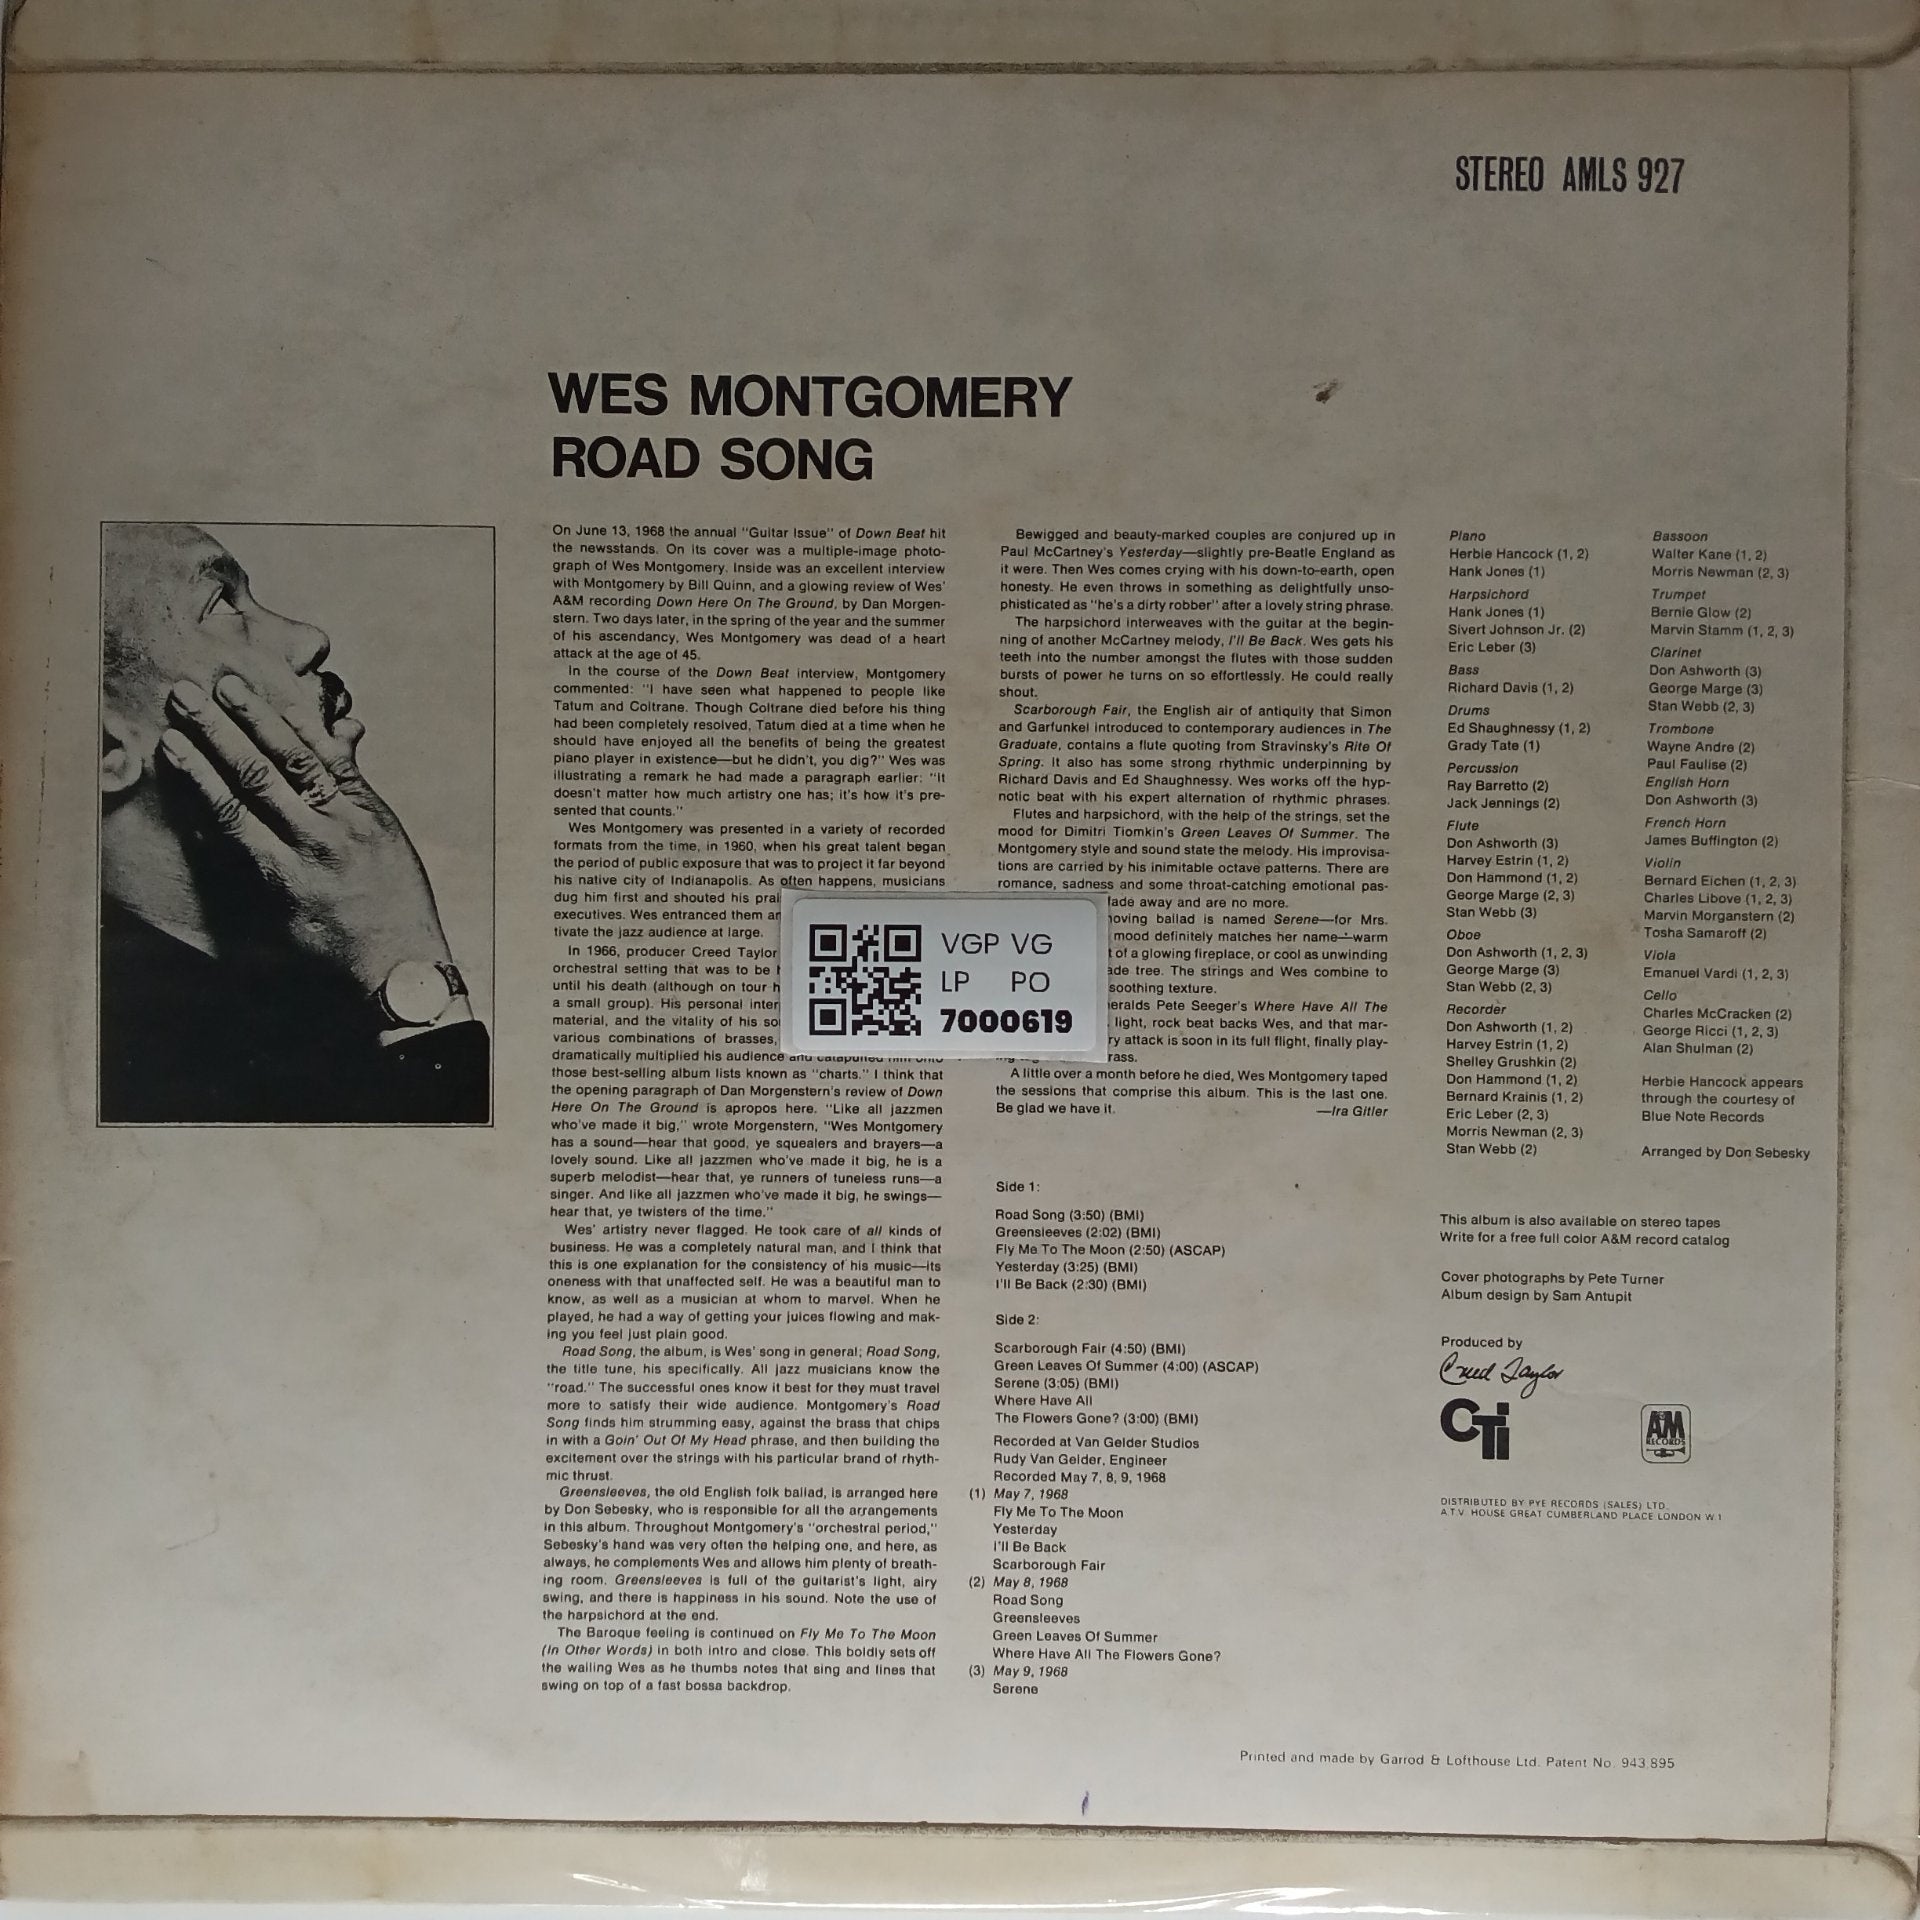 STEREO AMLS 927
WES MONTGOMERY
ROAD SONG
On June 13, 1968 the annual "Guitar Issue" of Down Beat hit
the newsstands. On its cover was a multiple-image photo-
graph of Wes Montgomery. Inside was an excellent interview
with Montgomery by Bill Quinn, and a glowing review of Wes'
A&M recording Down Here On The Ground, by Dan Morgen-
stern. Two days later, in the spring of the year and the summer
of his ascendancy, Wes Montgomery was dead of a heart
attack at the age of 45.
In the course of the Down Beat interview, Montgomery
commented: "I have seen what happened to people like
Tatum and Coltrane. Though Coltrane died before his thing
had been completely resolved, Tatum died at a time when he
should have enjoyed all the benefits of being the greatest
piano player in existence—but he didn't, you dig?" Wes was
illustrating a remark he had made a paragraph earlier: "It
doesn't matter how much artistry one has; it's how it's pre-
sented that counts."
Wes Montgomery was presented in a variety of recorded
formats from the time, in 1960, when his great talent began
the period of public exposure that was to project it far beyond
his native city of Indianapolis. As often happens, musicians
dug him first and shouted his
executives. Wes entranced them
tivate the jazz audience at large.
In 1966, producer Creed Taylor
orchestral setting that was to be
until his death (although on tour
a small group). His personal
material, and the vitality of his
various combinations of brasses,
dramatically multiplied his audience and catapulted him onto
those best-selling album lists known as "charts." I think that
the opening paragraph of Dan Morgenstern's review of Down
Here On The Ground is apropos here. "Like all jazzmen
who've made it big," wrote Morgenstern, "Wes Montgomery
has a sound—hear that good, ye squealers and brayers—a
lovely sound. Like all jazzmen who've made it big, he is a
superb melodist—hear that, ye runners of tuneless runs—a
singer. And like all jazzmen who've made it big, he swings—
hear that, ye twisters of the time."
Wes' artistry never flagged. He took care of all kinds of
business. He was a completely natural man, and I think that
this is one explanation for the consistency of his music—its
oneness with that unaffected self. He was a beautiful man to
know, as well as a musician at whom to marvel. When he
played, he had a way of getting your juices flowing and mak-
ing you feel just plain good.
Road Song, the album, is Wes' song in general; Road Song,
the title tune, his specifically. All jazz musicians know the
"road." The successful ones know it best for they must travel
more to satisfy their wide audience. Montgomery's Road
Song finds him strumming easy, against the brass that chips
in with a Goin' Out Of My Head phrase, and then building the
excitement over the strings with his particular brand of rhyth-
mic thrust.
Greensleeves, the old English folk ballad, is arranged here
by Don Sebesky, who is responsible for all the arrangements
in this album. Throughout Montgomery's "orchestral period,"
Sebesky's hand was very often the helping one, and here, as
always, he complements Wes and allows him plenty of breath-
ing room. Greensleeves is full of the guitarist's light, airy
swing, and there is happiness in his sound. Note the use of
the harpsichord at the end.
The Baroque feeling is continued on Fly Me To The Moon
(In Other Words) in both intro and close. This boldly sets off
the wailing Wes as he thumbs notes that sing and lines that
swing on top of a fast bossa backdrop.
Bewigged and beauty-marked couples are conjured up in
Paul McCartney's Yesterday—slightly pre-Beatle England as
it were. Then Wes comes crying with his down-to-earth, open
honesty. He even throws in something as delightfully unso-
phisticated as "he's a dirty robber" after a lovely string phrase.
The harpsichord interweaves with the guitar at the begin-
ning of another McCartney melody, I'll Be Back. Wes gets his
teeth into the number amongst the flutes with those sudden
bursts of power he turns on so effortlessly. He could really
shout.
Scarborough Fair, the English air of antiquity that Simon
and Garfunkel introduced to contemporary audiences in The
Graduate, contains a flute quoting from Stravinsky's Rite Of
Spring. It also has some strong rhythmic underpinning by
Richard Davis and Ed Shaughnessy. Wes works off the hyp-
notic beat with his expert alternation of rhythmic phrases.
Flutes and harpsichord, with the help of the strings, set the
mood for Dimitri Tiomkin's Green Leaves Of Summer. The
Montgomery style and sound state the melody. His improvisa-
tions are carried by his inimitable octave patterns. There are
romance, sadness and some throat-catching emotional pas-
fade away and are no more.
ballad is named Serene—for Mrs.
mood definitely matches her name—warm
of a glowing fireplace, or cool as unwinding
tree. The strings and Wes combine to
soothing texture.
Pete Seeger's Where Have All The
light, rock beat backs Wes, and that mar-
attack is soon in its full flight, finally play-
A little over a month before he died, Wes Montgomery taped
the sessions that comprise this album. This is the last one.
Be glad we have it. —Ira Gitler
VGP VG
LP PO
7000619
Side 1:
Road Song (3:50) (BMI)
Greensleeves (2:02) (BMI)
Fly Me To The Moon (2:50) (ASCAP)
Yesterday (3:25) (BMI)
I'll Be Back (2:30) (BMI)
Side 2:
Scarborough Fair (4:50) (BMI)
Green Leaves Of Summer (4:00) (ASCAP)
Serene (3:05) (BMI)
Where Have All
The Flowers Gone? (3:00) (BMI)
Recorded at Van Gelder Studios
Rudy Van Gelder, Engineer
Recorded May 7, 8, 9, 1968
(1) May 7, 1968
Fly Me To The Moon
Yesterday
I'll Be Back
Scarborough Fair
(2) May 8, 1968
Road Song
Greensleeves
Green Leaves Of Summer
Where Have All The Flowers Gone?
(3) May 9, 1968
Serene
Piano
Herbie Hancock (1, 2)
Hank Jones (1)
Harpsichord
Hank Jones (1)
Sivert Johnson Jr. (2)
Eric Leber (3)
Bass
Richard Davis (1, 2)
Drums
Ed Shaughnessy (1, 2)
Grady Tate (1)
Percussion
Ray Barretto (2)
Jack Jennings (2)
Flute
Don Ashworth (3)
Harvey Estrin (1, 2)
Don Hammond (1, 2)
George Marge (2, 3)
Stan Webb (3)
Oboe
Don Ashworth (1, 2, 3)
George Marge (3)
Stan Webb (2, 3)
Recorder
Don Ashworth (1, 2)
Harvey Estrin (1, 2)
Shelley Grushkin (2)
Don Hammond (1, 2)
Bernard Krainis (1, 2)
Eric Leber (2, 3)
Morris Newman (2, 3)
Stan Webb (2)
Bassoon
Walter Kane (1, 2)
Morris Newman (2, 3)
Trumpet
Bernie Glow (2)
Marvin Stamm (1, 2, 3)
Clarinet
Don Ashworth (3)
George Marge (3)
Stan Webb (2, 3)
Trombone
Wayne Andre (2)
Paul Faulise (2)
English Horn
Don Ashworth (3)
French Horn
James Buffington (2)
Violin
Bernard Eichen (1, 2, 3)
Charles Libove (1, 2, 3)
Marvin Morganstern (2)
Tosha Samaroff (2)
Viola
Emanuel Vardi (1, 2, 3)
Cello
Charles McCracken (2)
George Ricci (1, 2, 3)
Alan Shulman (2)
Herbie Hancock appears
through the courtesy of
Blue Note Records
Arranged by Don Sebesky
This album is also available on stereo tapes
Write for a free full color A&M record catalog
Cover photographs by Pete Turner
Album design by Sam Antupit
Produced by
Creed Taylor
CTi
A&M
RECORDS
DISTRIBUTED BY PYE RECORDS (SALES) LTD.
A.T.V. HOUSE GREAT CUMBERLAND PLACE LONDON W.1
Printed and made by Garrod & Lofthouse Ltd. Patent No. 943,895